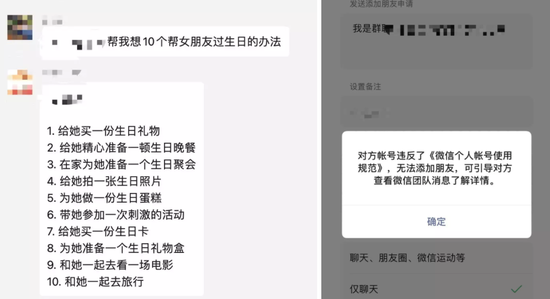 帮我想10个帮女朋友过生日的办法
1. 给她买一份生日礼物
2. 给她精心准备一顿生日晚餐
3. 在家为她准备一个生日聚会
4. 给她拍一张生日照片
5. 为她做一份生日蛋糕
6. 带她参加一次刺激的活动
7. 给她买一份生日卡
8. 为她准备一个生日礼物盒
9. 和她一起去看一场电影
10. 和她一起去旅行
发送添加朋友申请
我是群聊
设置备注
对方帐号违反了《微信个人帐号使用
规范》，无法添加朋友，可引导对方
查看微信团队消息了解详情。
确定
聊天、朋友圈、微信运动等
仅聊天